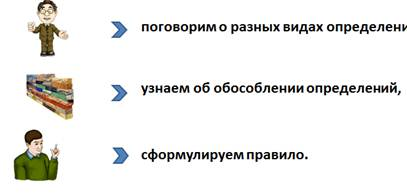 поговорим о разных видах определени
узнаем об обособлении определений,
сформулируем правило.